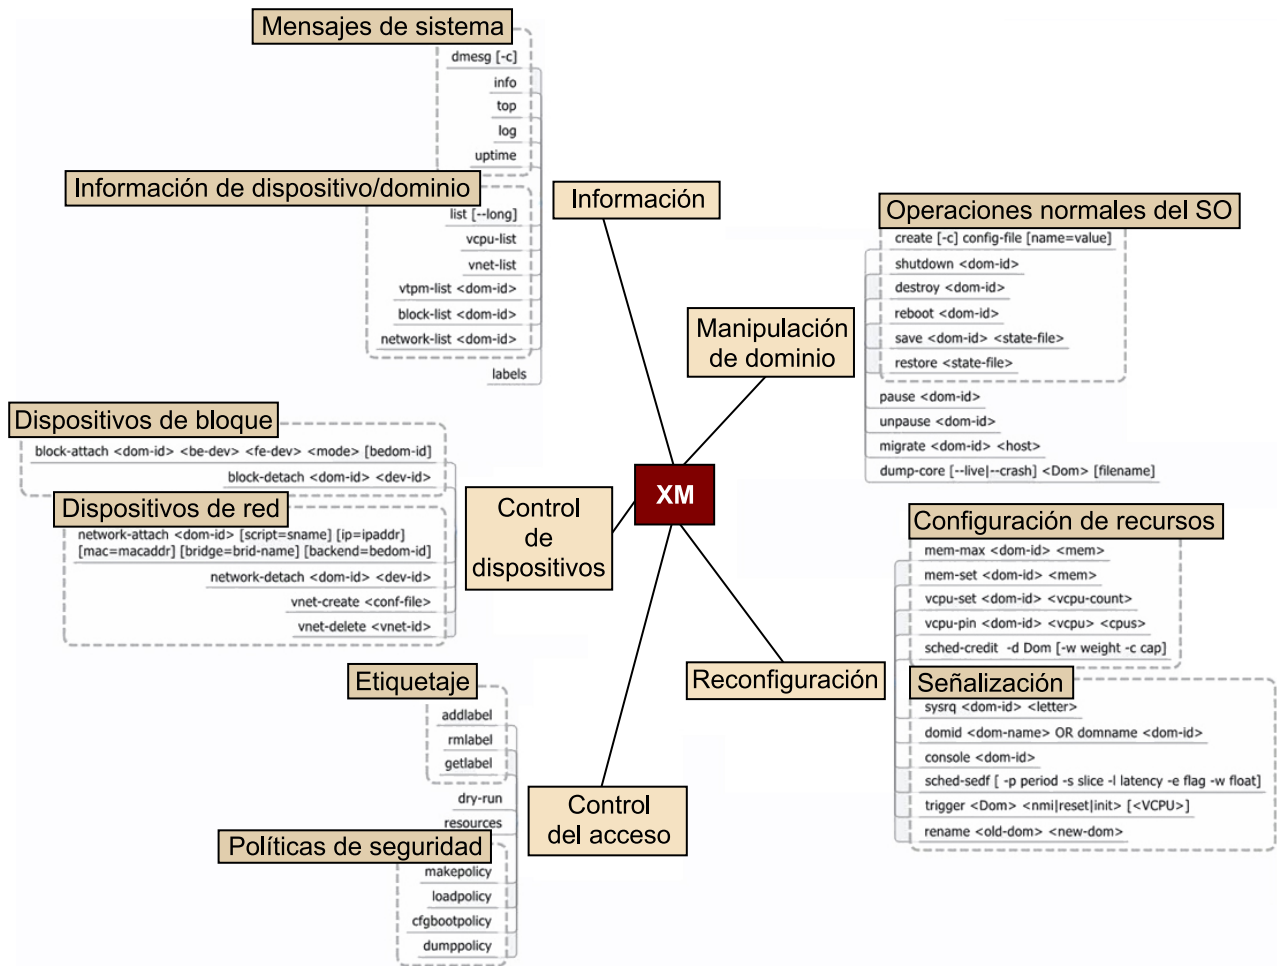 Mensajes de sistema
dmesg [-c]
info
top
log
uptime
Información de dispositivo/dominio
list [--long]
vcpu-list
vnet-list
vtpm-list <dom-id>
block-list <dom-id>
network-list <dom-id>
labels
Información
Operaciones normales del SO
create [-c] config-file [name=value]
shutdown <dom-id>
destroy <dom-id>
reboot <dom-id>
save <dom-id> <state-file>
restore <state-file>
pause <dom-id>
unpause <dom-id>
migrate <dom-id> <host>
dump-core [--live|--crash] <Dom> [filename]
Manipulación
de dominio
Dispositivos de bloque
block-attach <dom-id> <be-dev> <fe-dev> <mode> [bedom-id]
block-detach <dom-id> <dev-id>
Dispositivos de red
network-attach <dom-id> [script=sname] [ip=ipaddr]
[mac=macaddr] [bridge=brid-name] [backend=bedom-id]
network-detach <dom-id> <dev-id>
vnet-create <conf-file>
vnet-delete <vnet-id>
Control
de
dispositivos
XM
Configuración de recursos
mem-max <dom-id> <mem>
mem-set <dom-id> <mem>
vcpu-set <dom-id> <vcpu-count>
vcpu-pin <dom-id> <vcpu> <cpus>
sched-credit -d Dom [-w weight -c cap]
Reconfiguración
Señalización
sysrq <dom-id> <letter>
domid <dom-name> OR domname <dom-id>
console <dom-id>
sched-sedf [ -p period -s slice -l latency -e flag -w float]
trigger <Dom> <nmi|reset|init> [<VCPU>]
rename <old-dom> <new-dom>
Etiquetaje
addlabel
rmlabel
getlabel
dry-run
resources
Control
del acceso
Políticas de seguridad
makepolicy
loadpolicy
cfgbootpolicy
dumppolicy